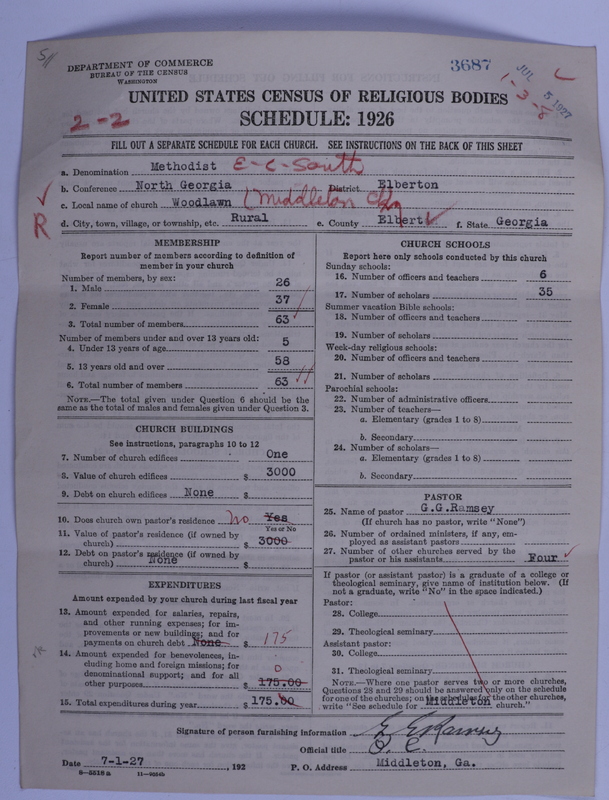 DEPARTMENT OF COMMERCE
BUREAU OF THE CENSUS
WASHINGTON
3687
JUL 5 1927
1-3-8
UNITED STATES CENSUS OF RELIGIOUS BODIES
2-2
SCHEDULE: 1926
FILL OUT A SEPARATE SCHEDULE FOR EACH CHURCH. SEE INSTRUCTIONS ON THE BACK OF THIS SHEET
a. Denomination Methodist E-C-South
b. Conference North Georgia District Elberton
c. Local name of church Woodlawn (Middleton Chg
R
d. City, town, village, or township, etc. Rural e. County Elbert f. State Georgia
MEMBERSHIP
Report number of members according to definition of
member in your church
Number of members, by sex:
1. Male 26
2. Female 37
3. Total number of members 63
Number of members under and over 13 years old:
4. Under 13 years of age 5
5. 13 years old and over 58
6. Total number of members 63
NOTE.—The total given under Question 6 should be the
same as the total of males and females given under Question 3.
CHURCH BUILDINGS
See instructions, paragraphs 10 to 12
7. Number of church edifices One
8. Value of church edifices $ 3000
9. Debt on church edifices None $
10. Does church own pastor's residence no Yes
Yes or No
11. Value of pastor's residence (if owned by
church) $ 3000
12. Debt on pastor's residence (if owned by
church) None $
EXPENDITURES
Amount expended by your church during last fiscal year
13. Amount expended for salaries, repairs,
and other running expenses; for im-
provements or new buildings; and for
payments on church debt None $ 175
14. Amount expended for benevolences, in-
cluding home and foreign missions; for
denominational support; and for all
other purposes $ 0 175.00
15. Total expenditures during year $ 175.00
CHURCH SCHOOLS
Report here only schools conducted by this church
Sunday schools:
16. Number of officers and teachers 6
17. Number of scholars 35
Summer vacation Bible schools:
18. Number of officers and teachers
19. Number of scholars
Week-day religious schools:
20. Number of officers and teachers
21. Number of scholars
Parochial schools:
22. Number of administrative officers
23. Number of teachers—
a. Elementary (grades 1 to 8)
b. Secondary
24. Number of scholars—
a. Elementary (grades 1 to 8)
b. Secondary
PASTOR
25. Name of pastor G.G.Ramsey
(If church has no pastor, write "None")
26. Number of ordained ministers, if any, em-
ployed as assistant pastors
27. Number of other churches served by the
pastor or his assistants Four
If pastor (or assistant pastor) is a graduate of a college or
theological seminary, give name of institution below. (If
not a graduate, write "No" in the space indicated.)
Pastor:
28. College
29. Theological seminary
Assistant pastor:
30. College
31. Theological seminary
NOTE.—Where one pastor serves two or more churches,
Questions 28 and 29 should be answered only on the schedule
for one of the churches; on the schedules for the other churches,
write "See schedule for Middleton church."
Signature of person furnishing information G. G. Ramsey
Official title P. C.
Date 7-1-27, 192 P. O. Address Middleton, Ga.
8-5518a 11-9054b